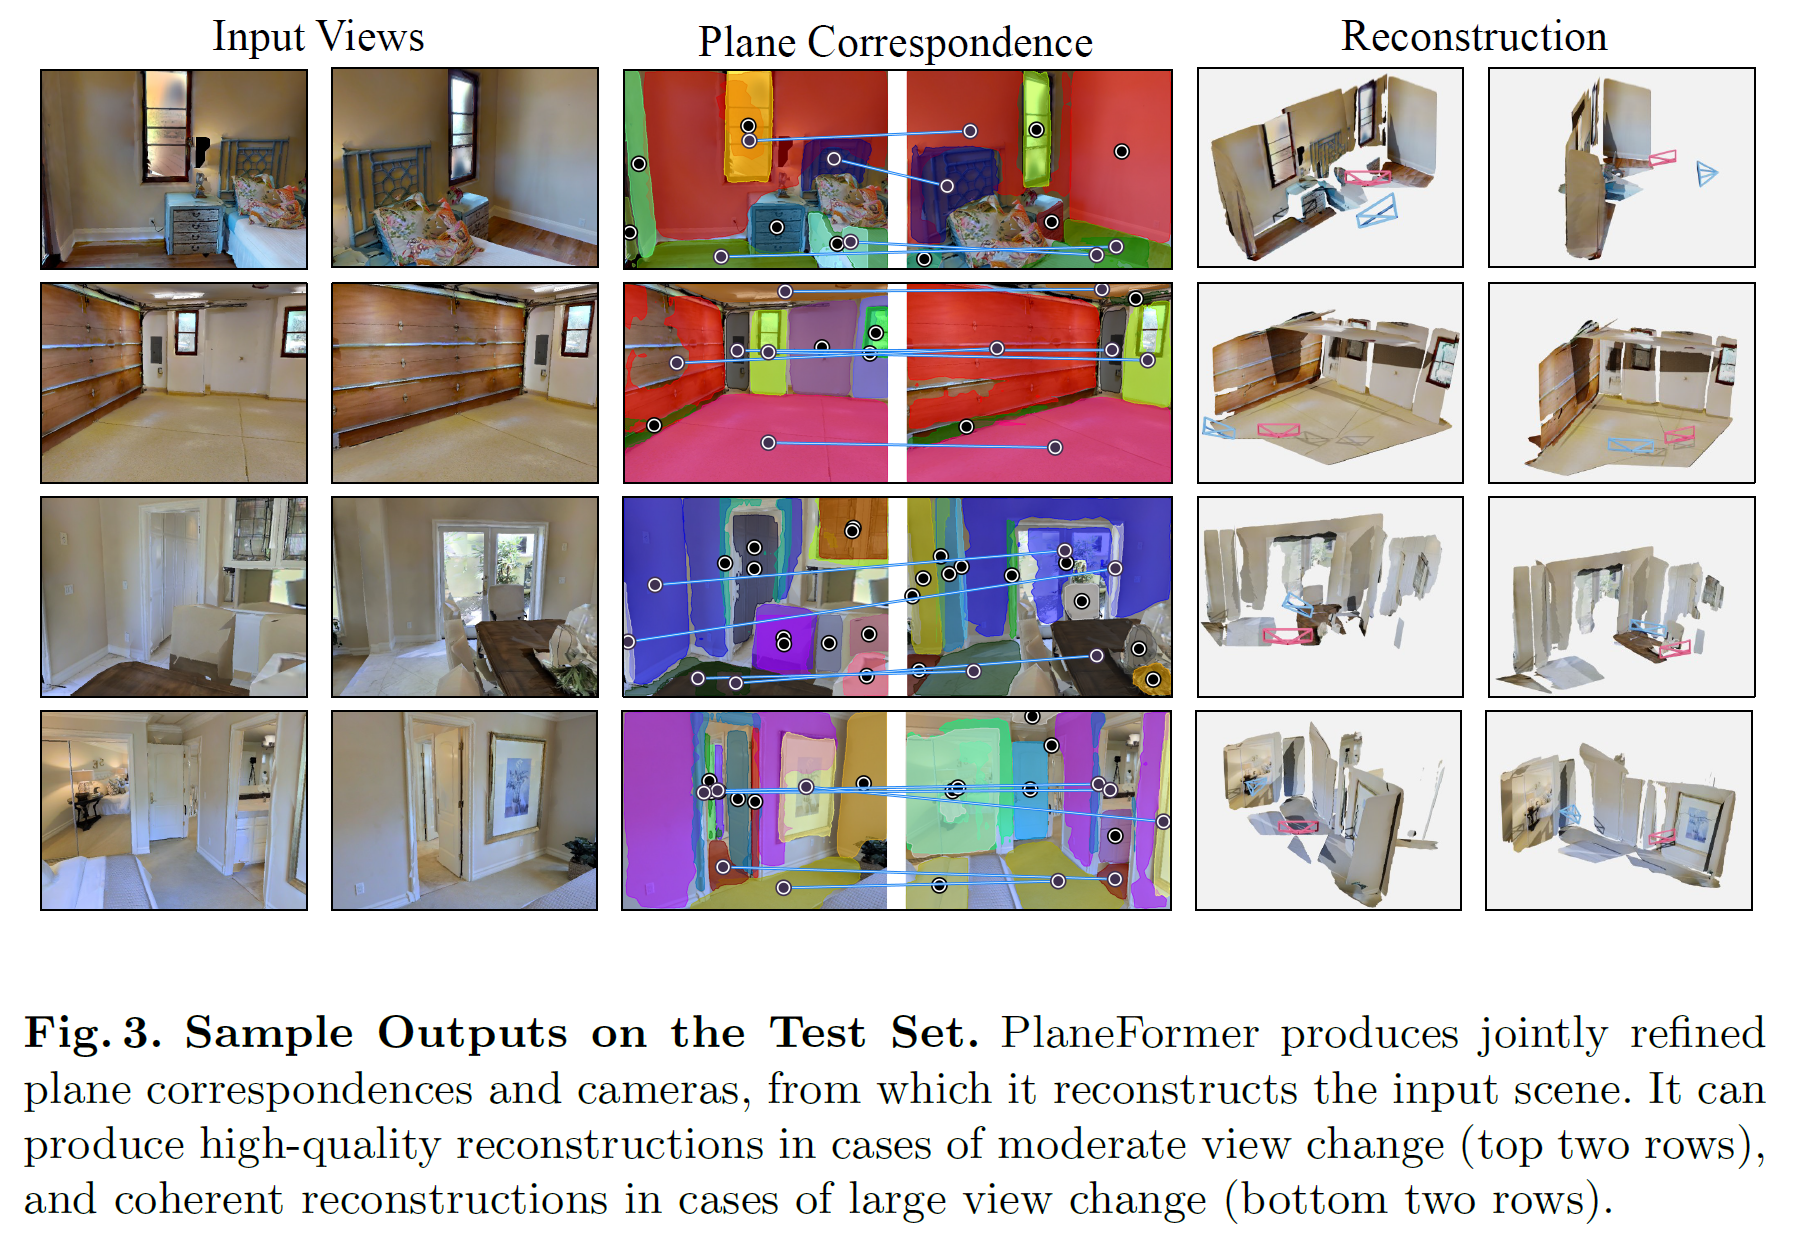 Input Views
Plane Correspondence
Reconstruction
Fig. 3. Sample Outputs on the Test Set. PlaneFormer produces jointly refined
plane correspondences and cameras, from which it reconstructs the input scene. It can
produce high-quality reconstructions in cases of moderate view change (top two rows),
and coherent reconstructions in cases of large view change (bottom two rows).